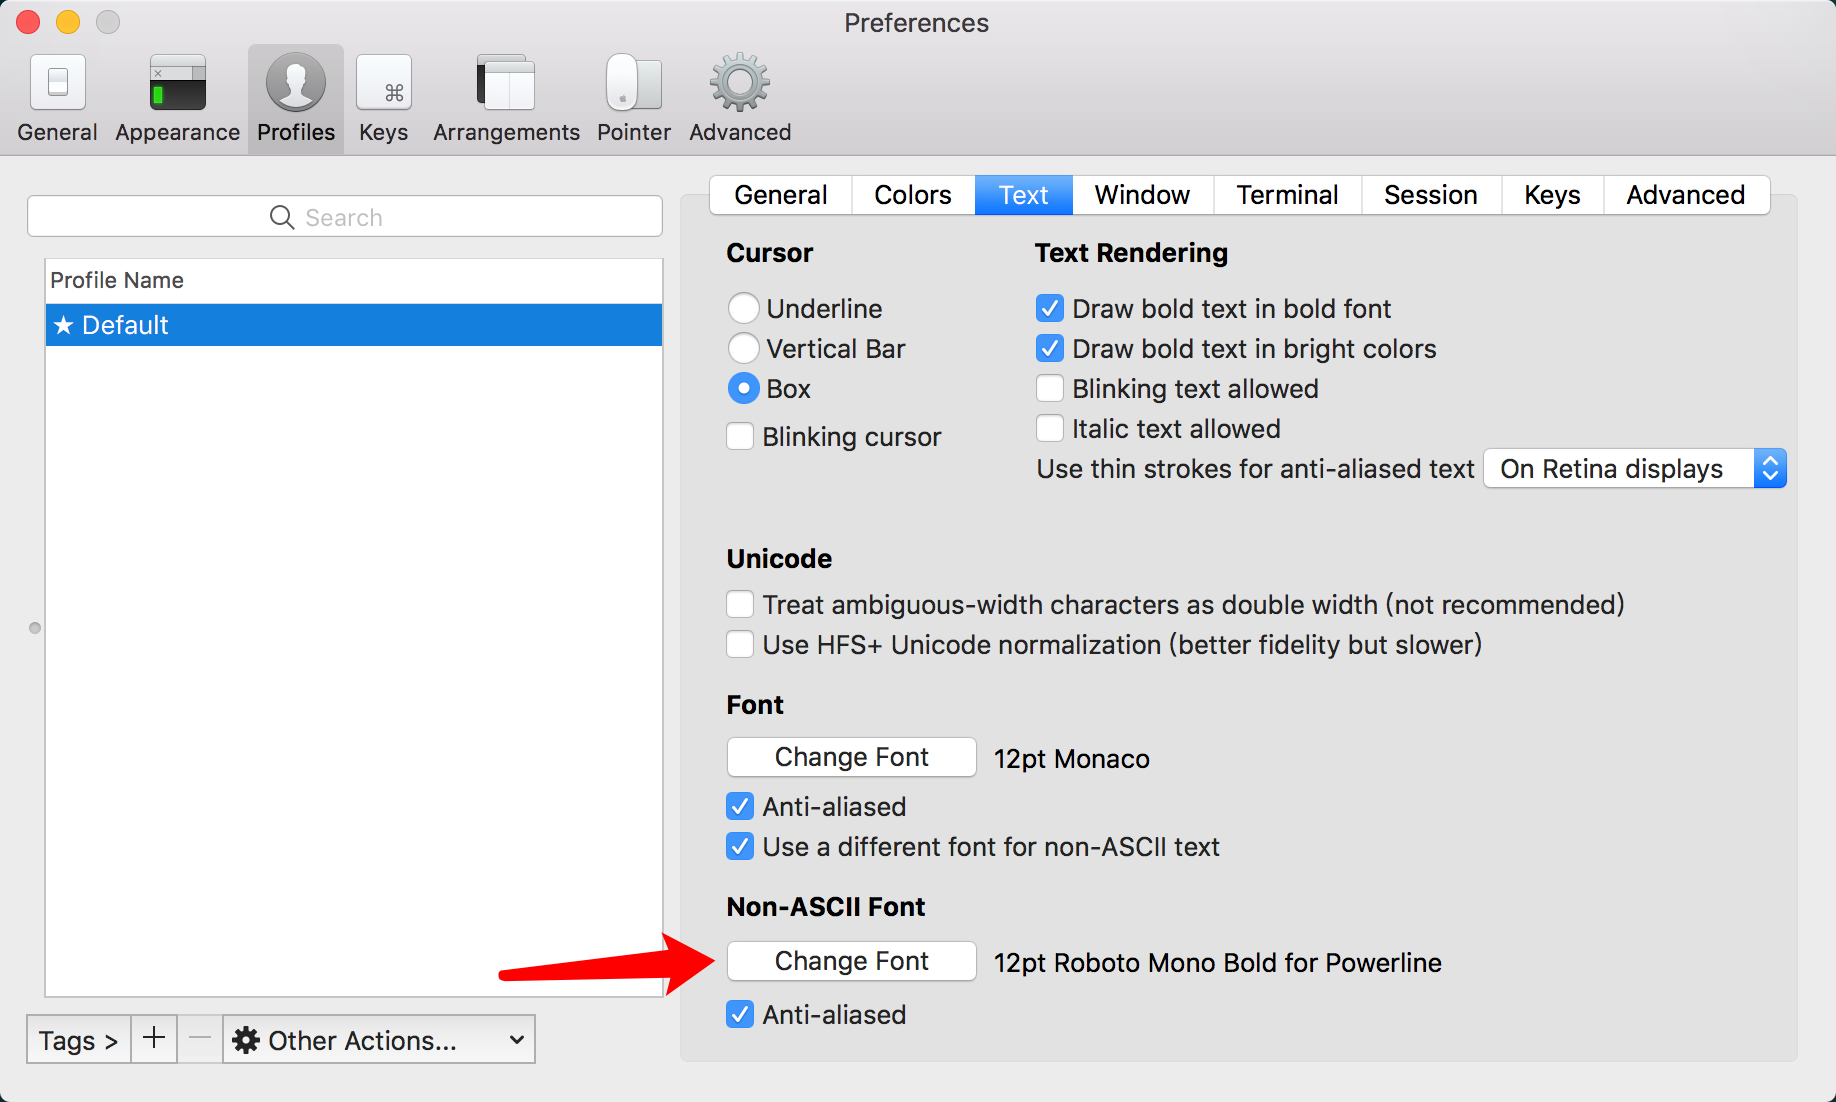 Preferences
General Appearance Profiles Keys Arrangements Pointer Advanced
Search
Profile Name
★ Default
Tags > + — Other Actions...
General Colors Text Window Terminal Session Keys Advanced
Cursor
Underline
Vertical Bar
Box
Blinking cursor
Text Rendering
Draw bold text in bold font
Draw bold text in bright colors
Blinking text allowed
Italic text allowed
Use thin strokes for anti-aliased text On Retina displays
Unicode
Treat ambiguous-width characters as double width (not recommended)
Use HFS+ Unicode normalization (better fidelity but slower)
Font
Change Font 12pt Monaco
Anti-aliased
Use a different font for non-ASCII text
Non-ASCII Font
Change Font 12pt Roboto Mono Bold for Powerline
Anti-aliased